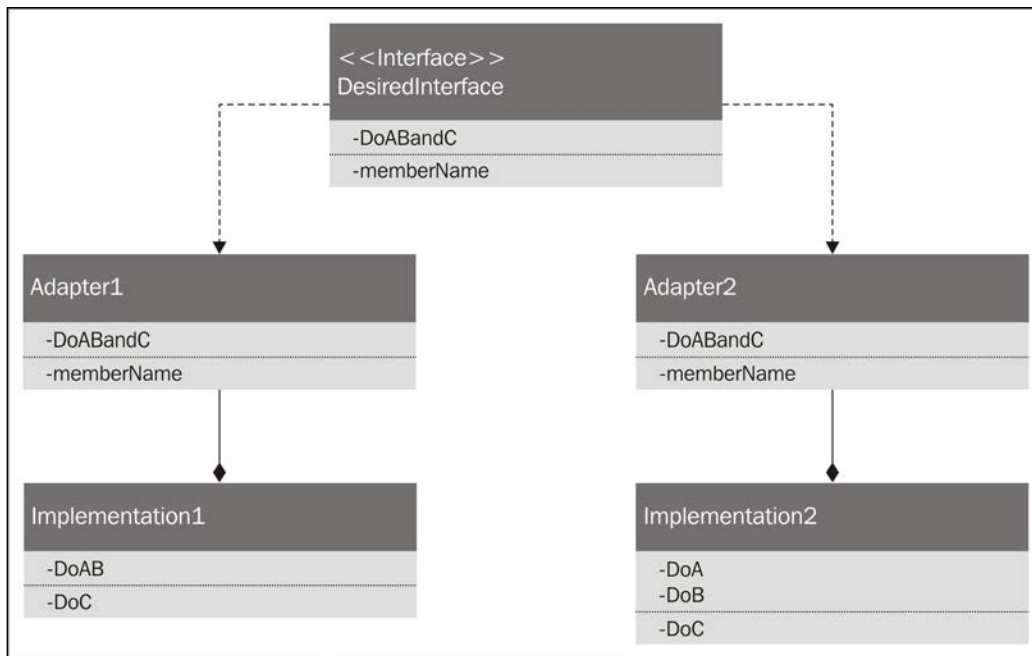 <<Interface>>
DesiredInterface
-DoABandC
-memberName
Adapter1
-DoABandC
-memberName
Adapter2
-DoABandC
-memberName
Implementation1
-DoAB
-DoC
Implementation2
-DoA
-DoB
-DoC